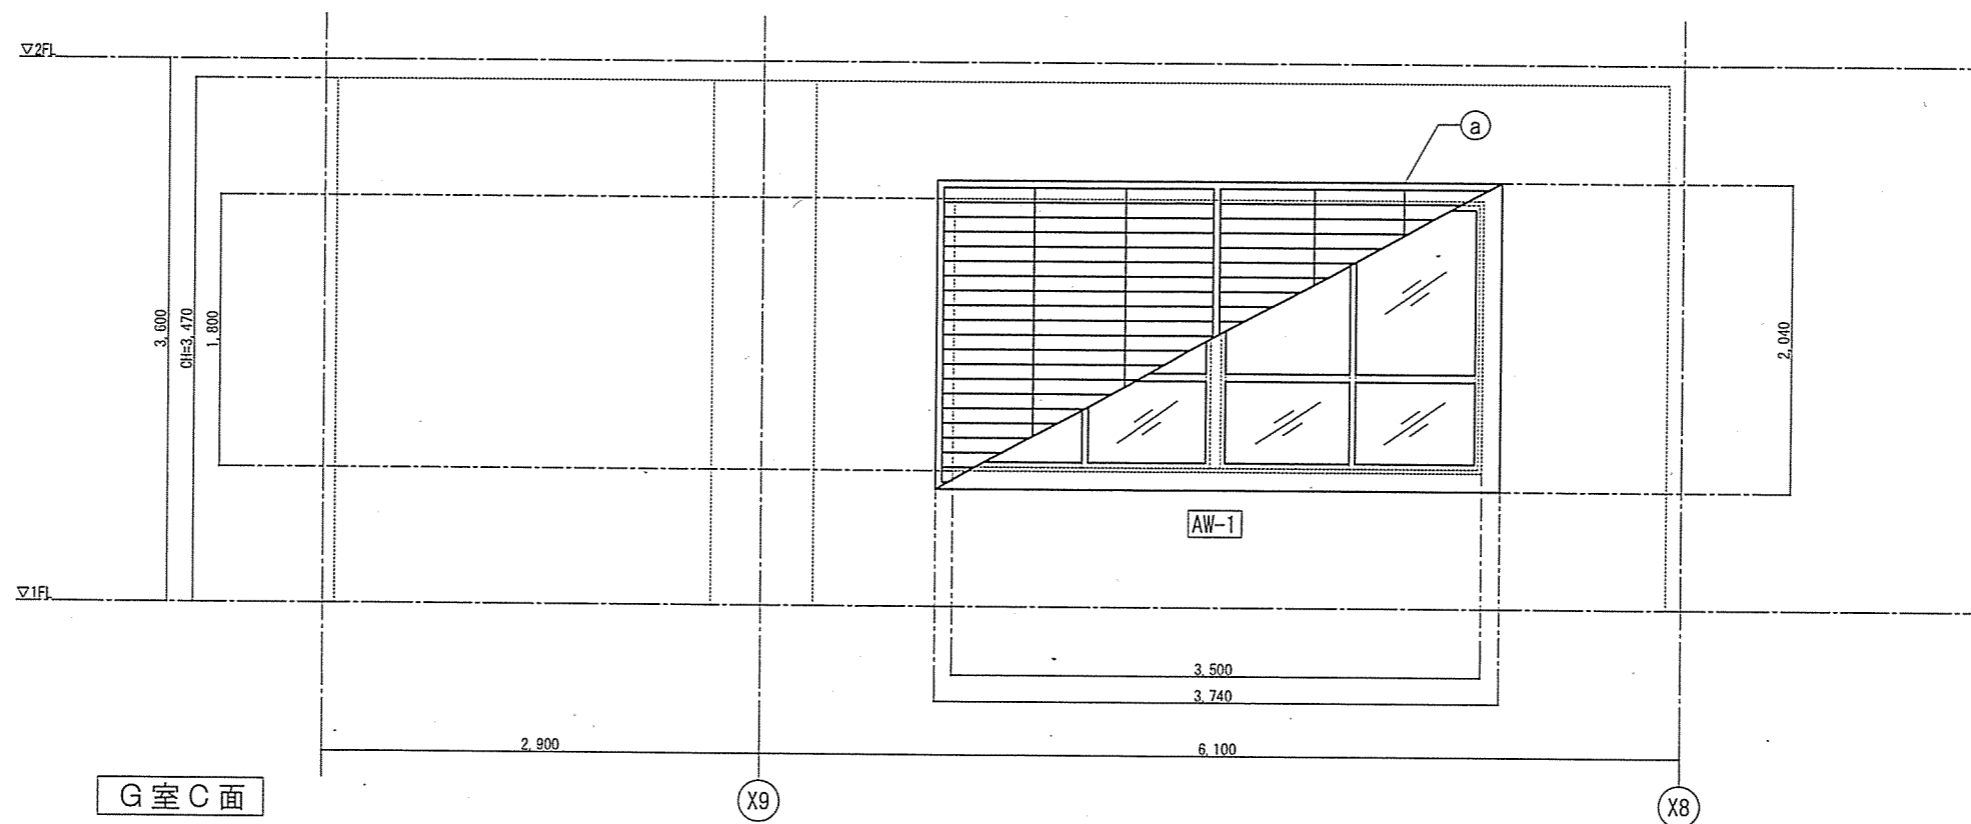 ▽2FL
ⓐ
3,600
CH=3,470
1,800
2,040
AW-1
▽1FL
3,500
3,740
2,900
6,100
G室C面
X9
X8